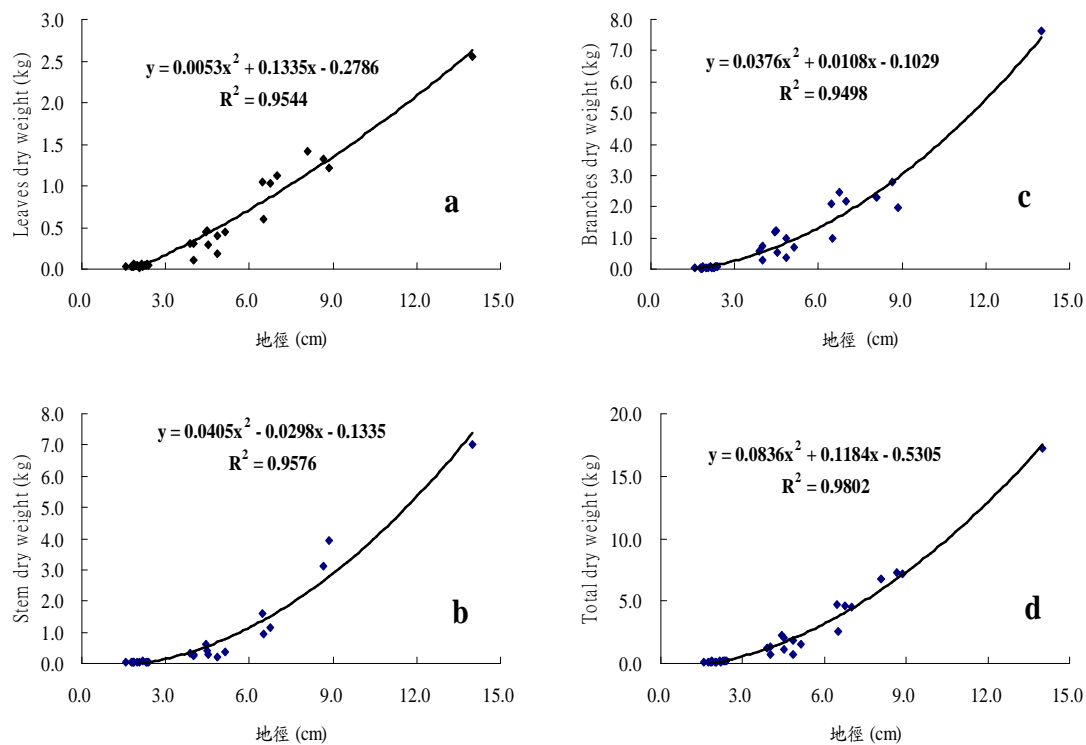 Leaves dry weight (kg)
3.0
2.5
2.0
1.5
1.0
0.5
0.0
y = 0.0053x² + 0.1335x - 0.2786
R² = 0.9544
a
0.0 3.0 6.0 9.0 12.0 15.0
地徑 (cm)
Branches dry weight (kg)
8.0
7.0
6.0
5.0
4.0
3.0
2.0
1.0
0.0
y = 0.0376x² + 0.0108x - 0.1029
R² = 0.9498
c
0.0 3.0 6.0 9.0 12.0 15.0
地徑 (cm)
Stem dry weight (kg)
8.0
7.0
6.0
5.0
4.0
3.0
2.0
1.0
0.0
y = 0.0405x² - 0.0298x - 0.1335
R² = 0.9576
b
0.0 3.0 6.0 9.0 12.0 15.0
地徑 (cm)
Total dry weight (kg)
20.0
15.0
10.0
5.0
0.0
y = 0.0836x² + 0.1184x - 0.5305
R² = 0.9802
d
0.0 3.0 6.0 9.0 12.0 15.0
地徑 (cm)